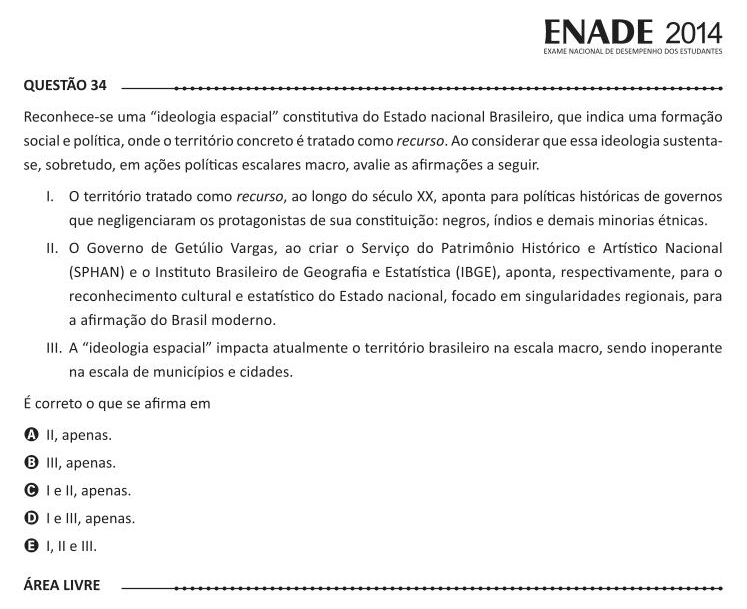 ENADE 2014
EXAME NACIONAL DE DESEMPENHO DOS ESTUDANTES
QUESTÃO 34
Reconhece-se uma “ideologia espacial” constitutiva do Estado nacional Brasileiro, que indica uma formação
social e política, onde o território concreto é tratado como recurso. Ao considerar que essa ideologia sustenta-
se, sobretudo, em ações políticas escalares macro, avalie as afirmações a seguir.
I. O território tratado como recurso, ao longo do século XX, aponta para políticas históricas de governos
que negligenciaram os protagonistas de sua constituição: negros, índios e demais minorias étnicas.
II. O Governo de Getúlio Vargas, ao criar o Serviço do Patrimônio Histórico e Artístico Nacional
(SPHAN) e o Instituto Brasileiro de Geografia e Estatística (IBGE), aponta, respectivamente, para o
reconhecimento cultural e estatístico do Estado nacional, focado em singularidades regionais, para
a afirmação do Brasil moderno.
III. A “ideologia espacial” impacta atualmente o território brasileiro na escala macro, sendo inoperante
na escala de municípios e cidades.
É correto o que se afirma em
A II, apenas.
B III, apenas.
C I e II, apenas.
D I e III, apenas.
E I, II e III.
ÁREA LIVRE